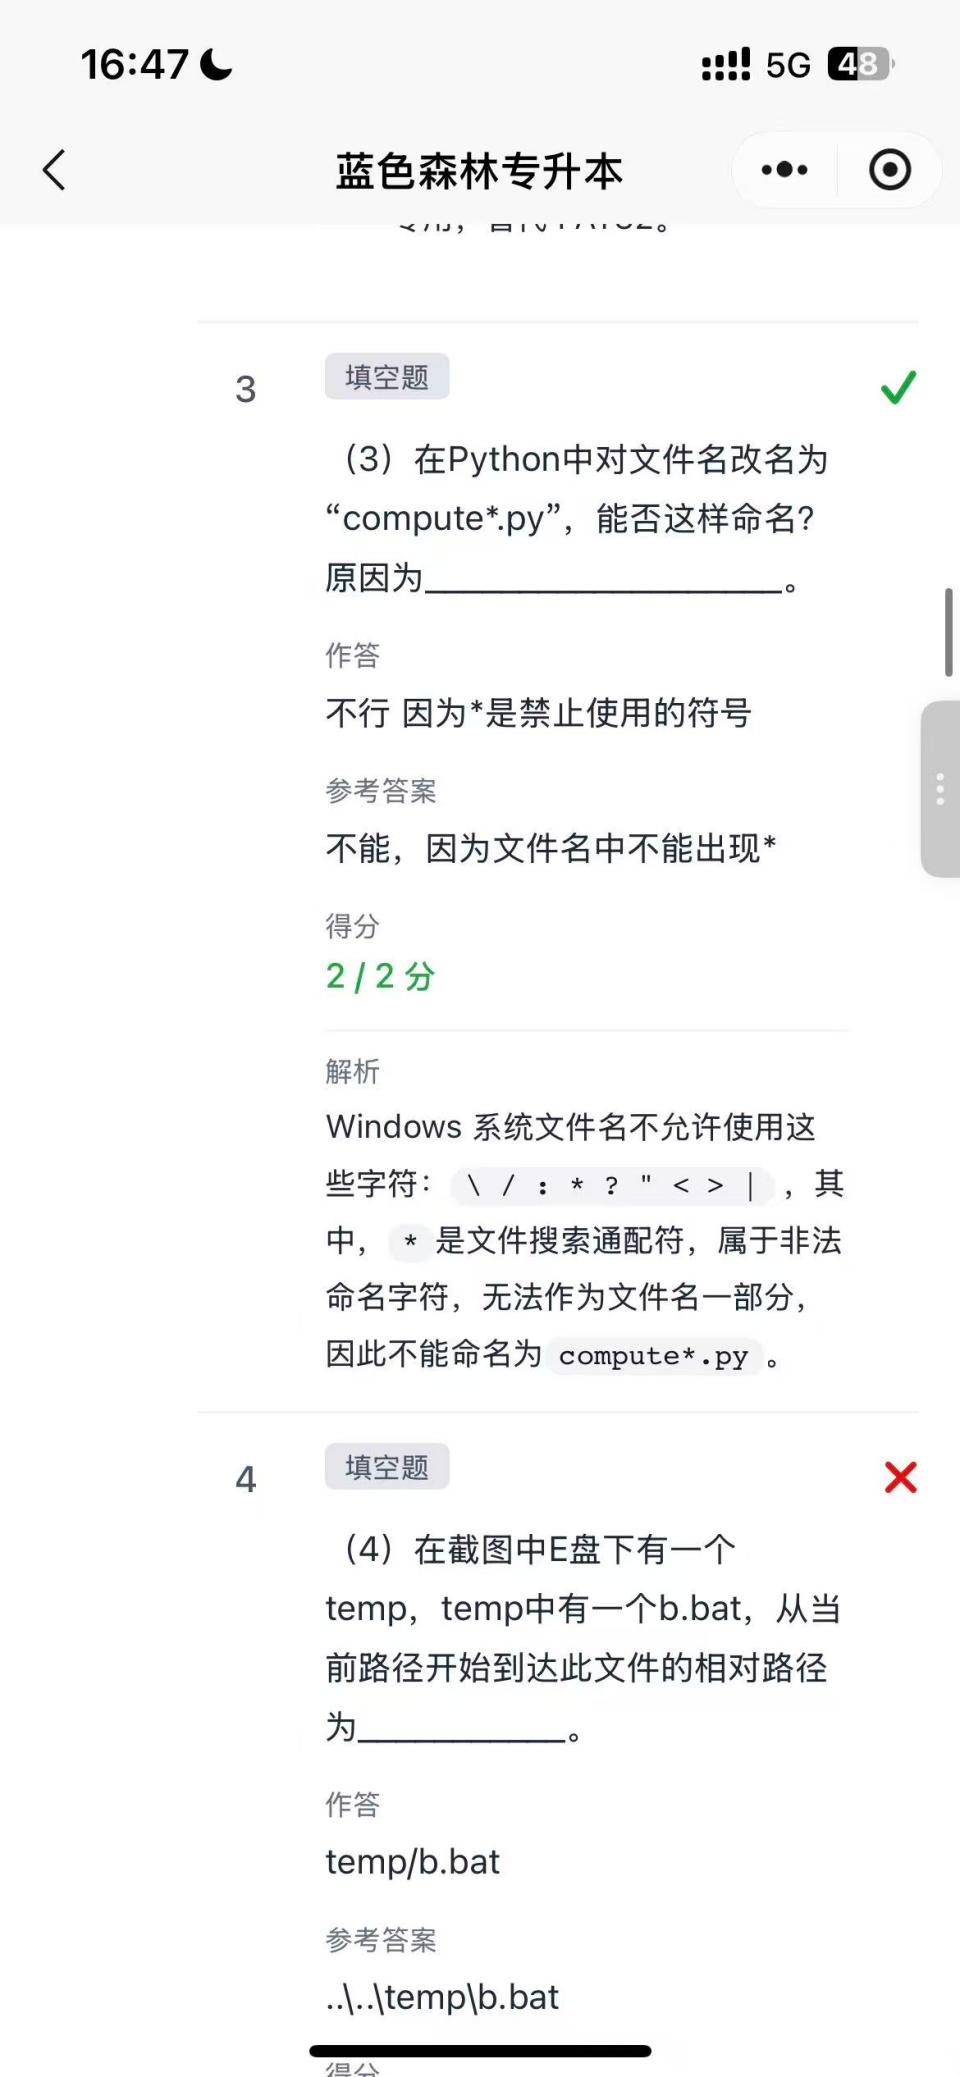 16:47
5G 48
蓝色森林专升本
3
填空题
（3）在Python中对文件名改名为
“compute*.py”，能否这样命名？
原因为____________________。
作答
不行 因为*是禁止使用的符号
参考答案
不能，因为文件名中不能出现*
得分
2 / 2 分
解析
Windows 系统文件名不允许使用这
些字符： \ / : * ? " < > | ，其
中， * 是文件搜索通配符，属于非法
命名字符，无法作为文件名一部分，
因此不能命名为 compute*.py 。
4
填空题
（4）在截图中E盘下有一个
temp，temp中有一个b.bat，从当
前路径开始到达此文件的相对路径
为____________。
作答
temp/b.bat
参考答案
..\..\temp\b.bat
得分